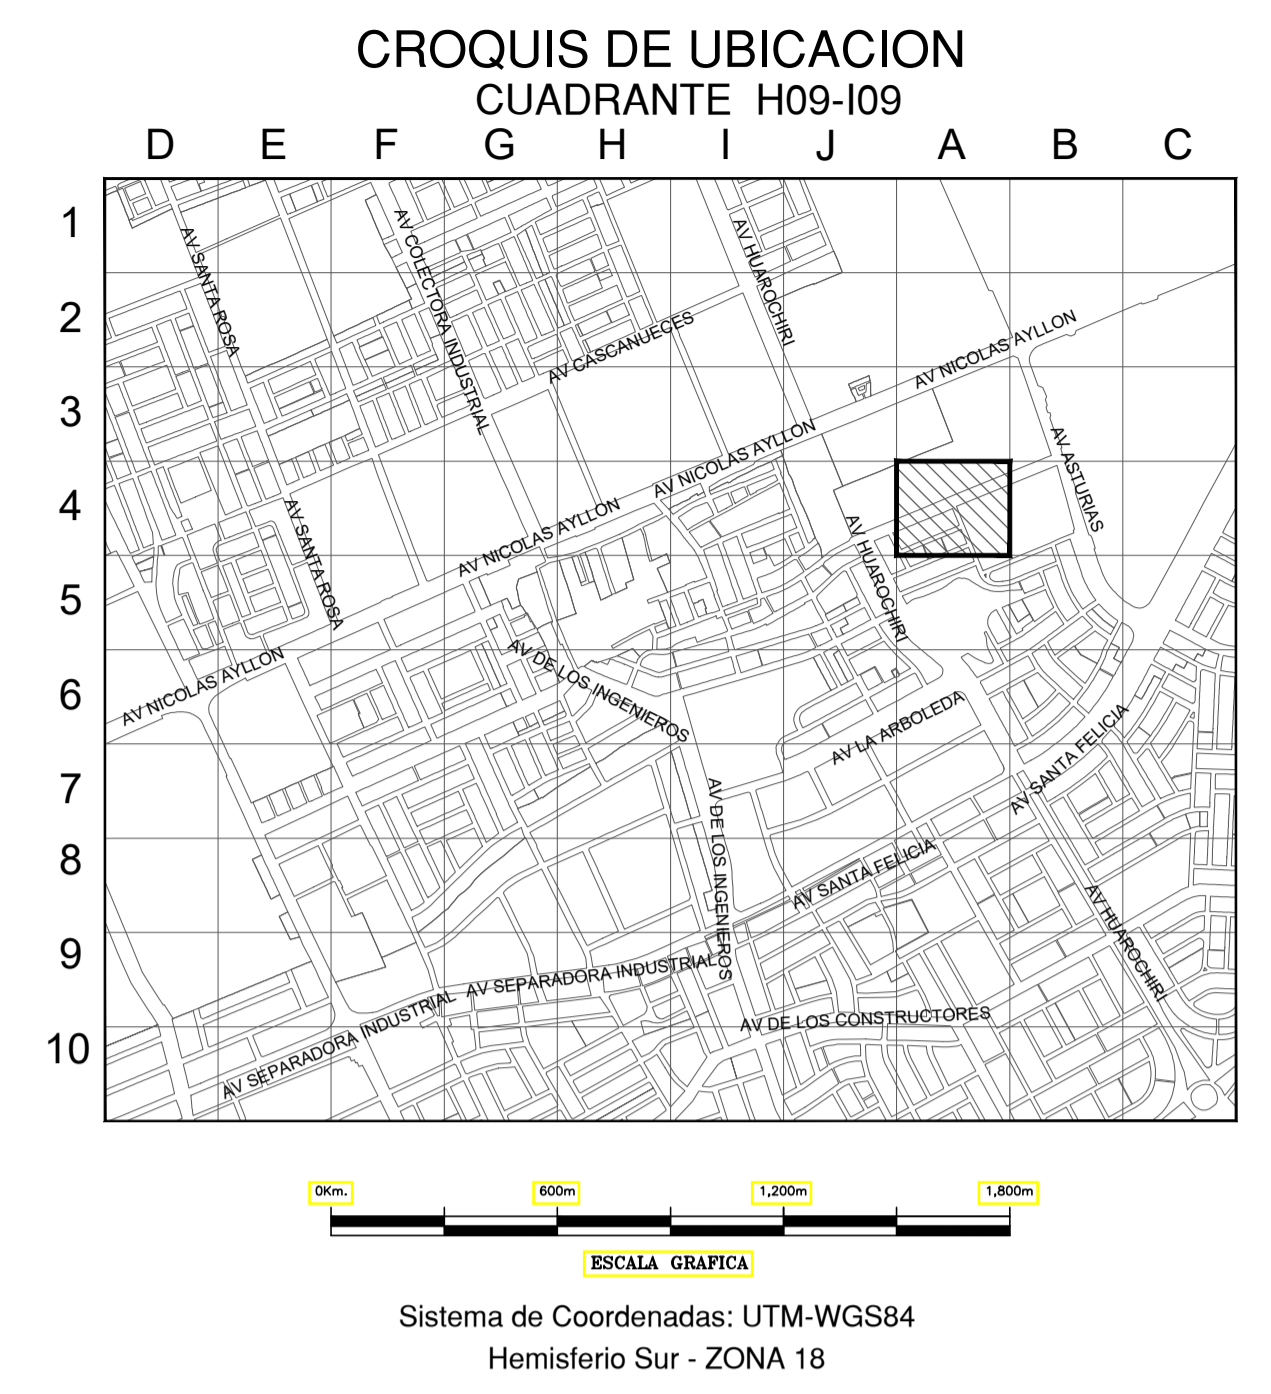 CROQUIS DE UBICACION
CUADRANTE H09-I09
D E F G H I J A B C
1
2
3
4
5
6
7
8
9
10
AV SANTA ROSA
AV COLECTORA INDUSTRIAL
AV HUAROCHIRI
AV CASCANUECES
AV NICOLAS AYLLON
AV NICOLAS AYLLON
AV ASTURIAS
AV SANTA ROSA
AV NICOLAS AYLLON
AV HUAROCHIRI
AV NICOLAS AYLLON
AV DE LOS INGENIEROS
AV LA ARBOLEDA
AV SANTA FELICIA
AV DE LOS INGENIEROS
AV SANTA FELICIA
AV HUAROCHIRI
AV SEPARADORA INDUSTRIAL
AV SEPARADORA INDUSTRIAL
AV DE LOS CONSTRUCTORES
0Km. 600m 1,200m 1,800m
ESCALA GRAFICA
Sistema de Coordenadas: UTM-WGS84
Hemisferio Sur - ZONA 18